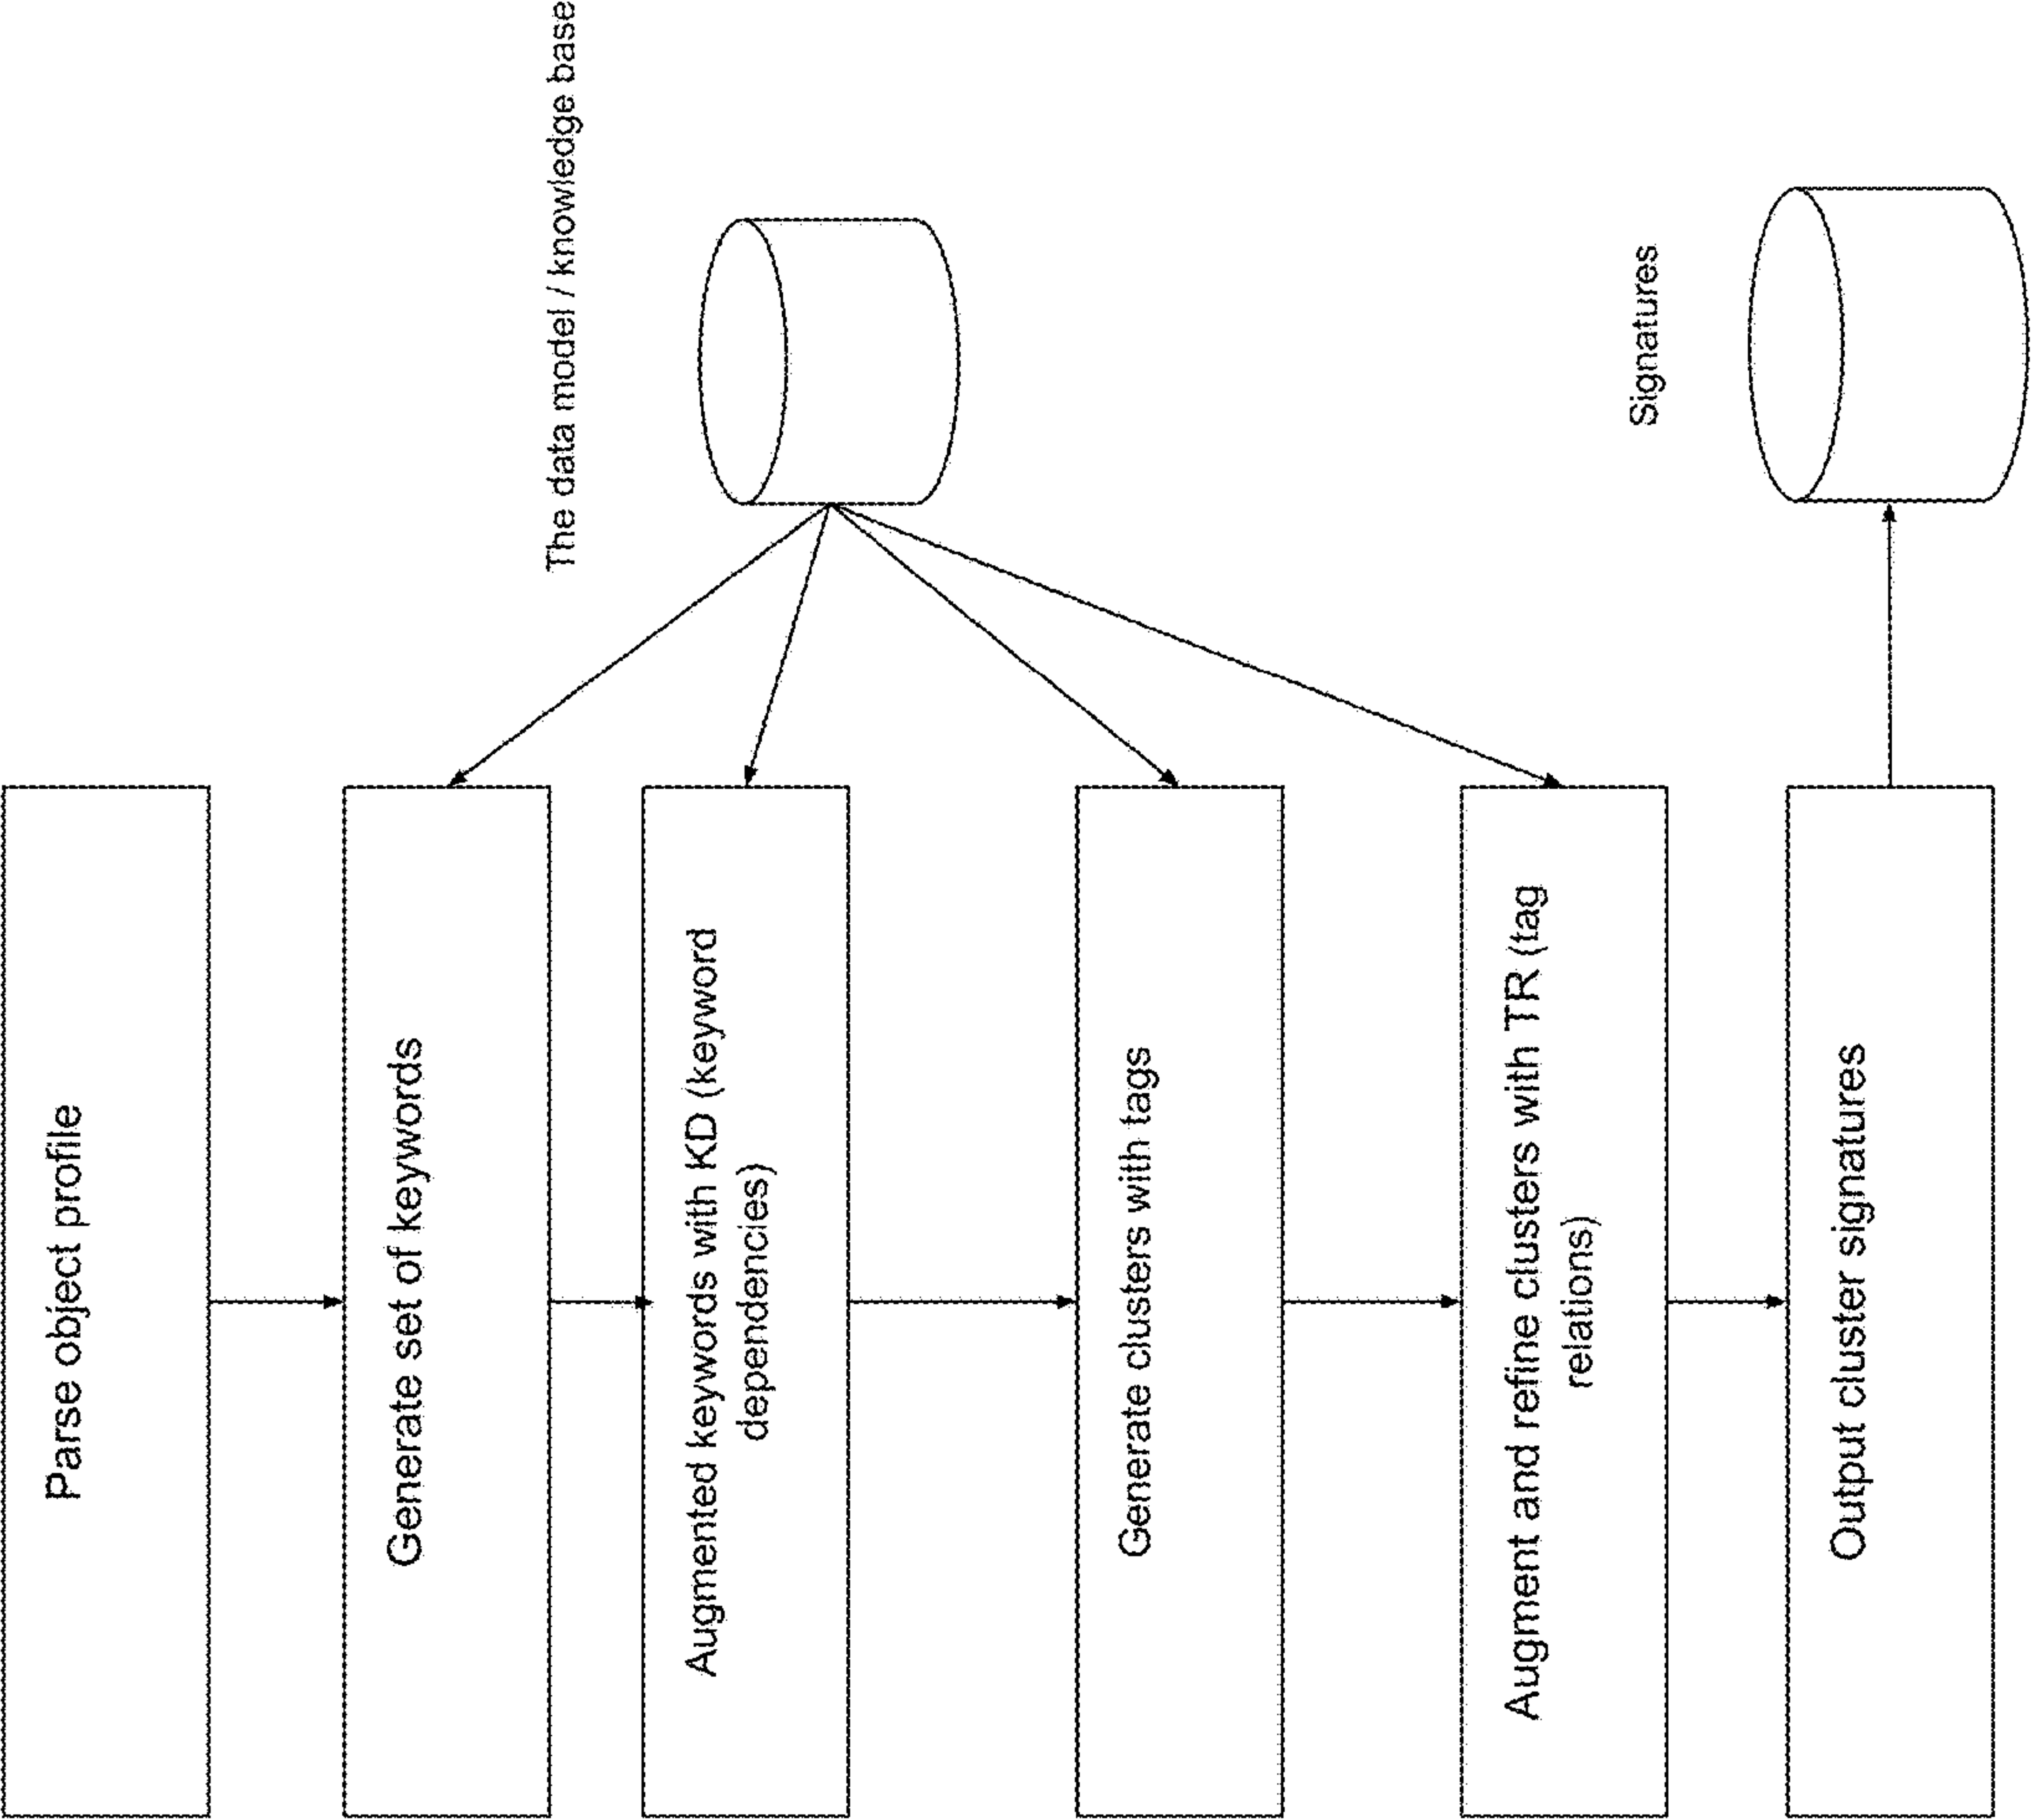 Parse object profile
Generate set of keywords
The data model / knowledge base
Augmented keywords with KD (keyword
dependencies)
Generate clusters with tags
Augment and refine clusters with TR (tag
relations)
Signatures
Output cluster signatures